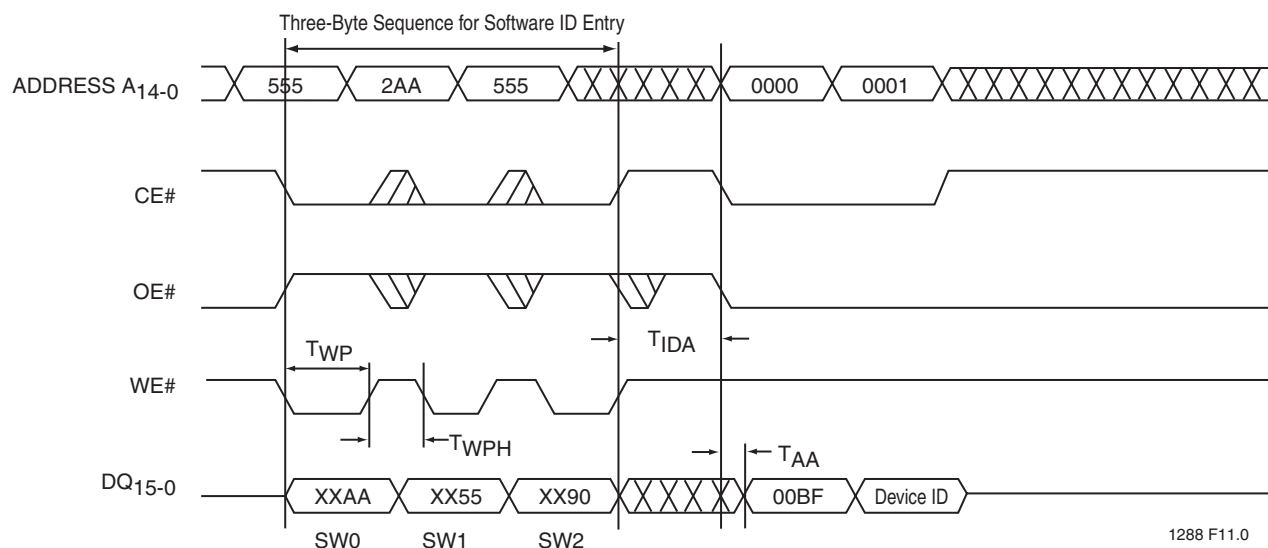 Three-Byte Sequence for Software ID Entry
ADDRESS A14-0
555
2AA
555
0000
0001
CE#
OE#
TIDA
TWP
WE#
TWPH
TAA
DQ15-0
XXAA
XX55
XX90
00BF
Device ID
SW0
SW1
SW2
1288 F11.0